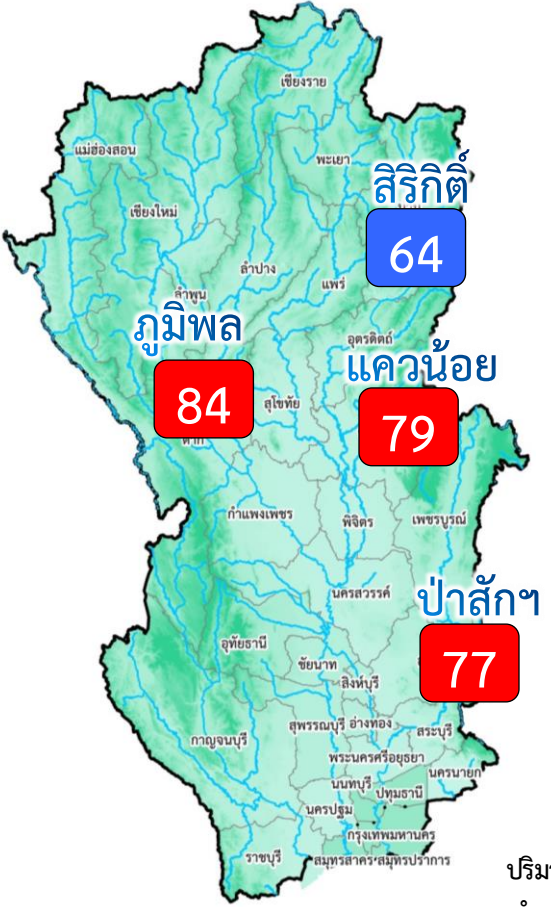 เชียงราย
แม่ฮ่องสอน
พะเยา
สิริกิติ์
เชียงใหม่
64
ลำปาง
แพร่
ลำพูน
ภูมิพล
อุตรดิตถ์
แควน้อย
84
สุโขทัย
79
ตาก
กำแพงเพชร
พิจิตร
เพชรบูรณ์
นครสวรรค์
ป่าสักฯ
อุทัยธานี
ชัยนาท
77
สิงห์บุรี
สุพรรณบุรี อ่างทอง
สระบุรี
กาญจนบุรี
พระนครศรีอยุธยา
นครนายก
นนทบุรี
ปทุมธานี
นครปฐม
กรุงเทพมหานคร
ราชบุรี
สมุทรสาคร สมุทรปราการ